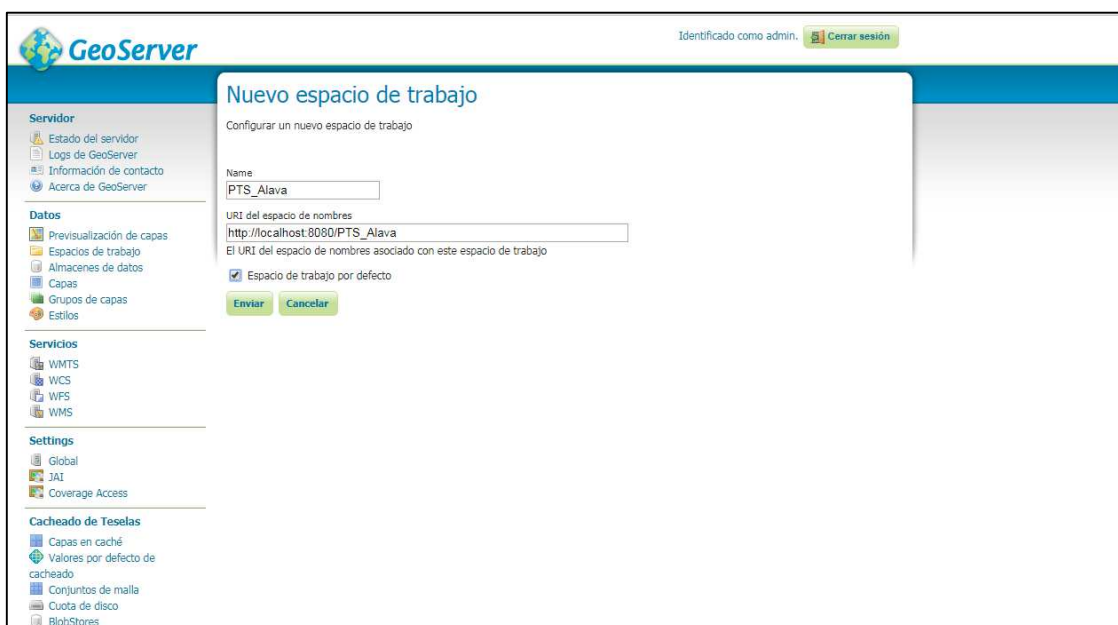 GeoServer
Identificado como admin.
Cerrar sesión
Servidor
Estado del servidor
Logs de GeoServer
Información de contacto
Acerca de GeoServer
Datos
Previsualización de capas
Espacios de trabajo
Almacenes de datos
Capas
Grupos de capas
Estilos
Servicios
WMTS
WCS
WFS
WMS
Settings
Global
JAI
Coverage Access
Cacheado de Teselas
Capas en caché
Valores por defecto de
cacheado
Conjuntos de malla
Cuota de disco
BlobStores
Nuevo espacio de trabajo
Configurar un nuevo espacio de trabajo
Name
PTS_Alava
URI del espacio de nombres
http://localhost:8080/PTS_Alava
El URI del espacio de nombres asociado con este espacio de trabajo
Espacio de trabajo por defecto
Enviar
Cancelar